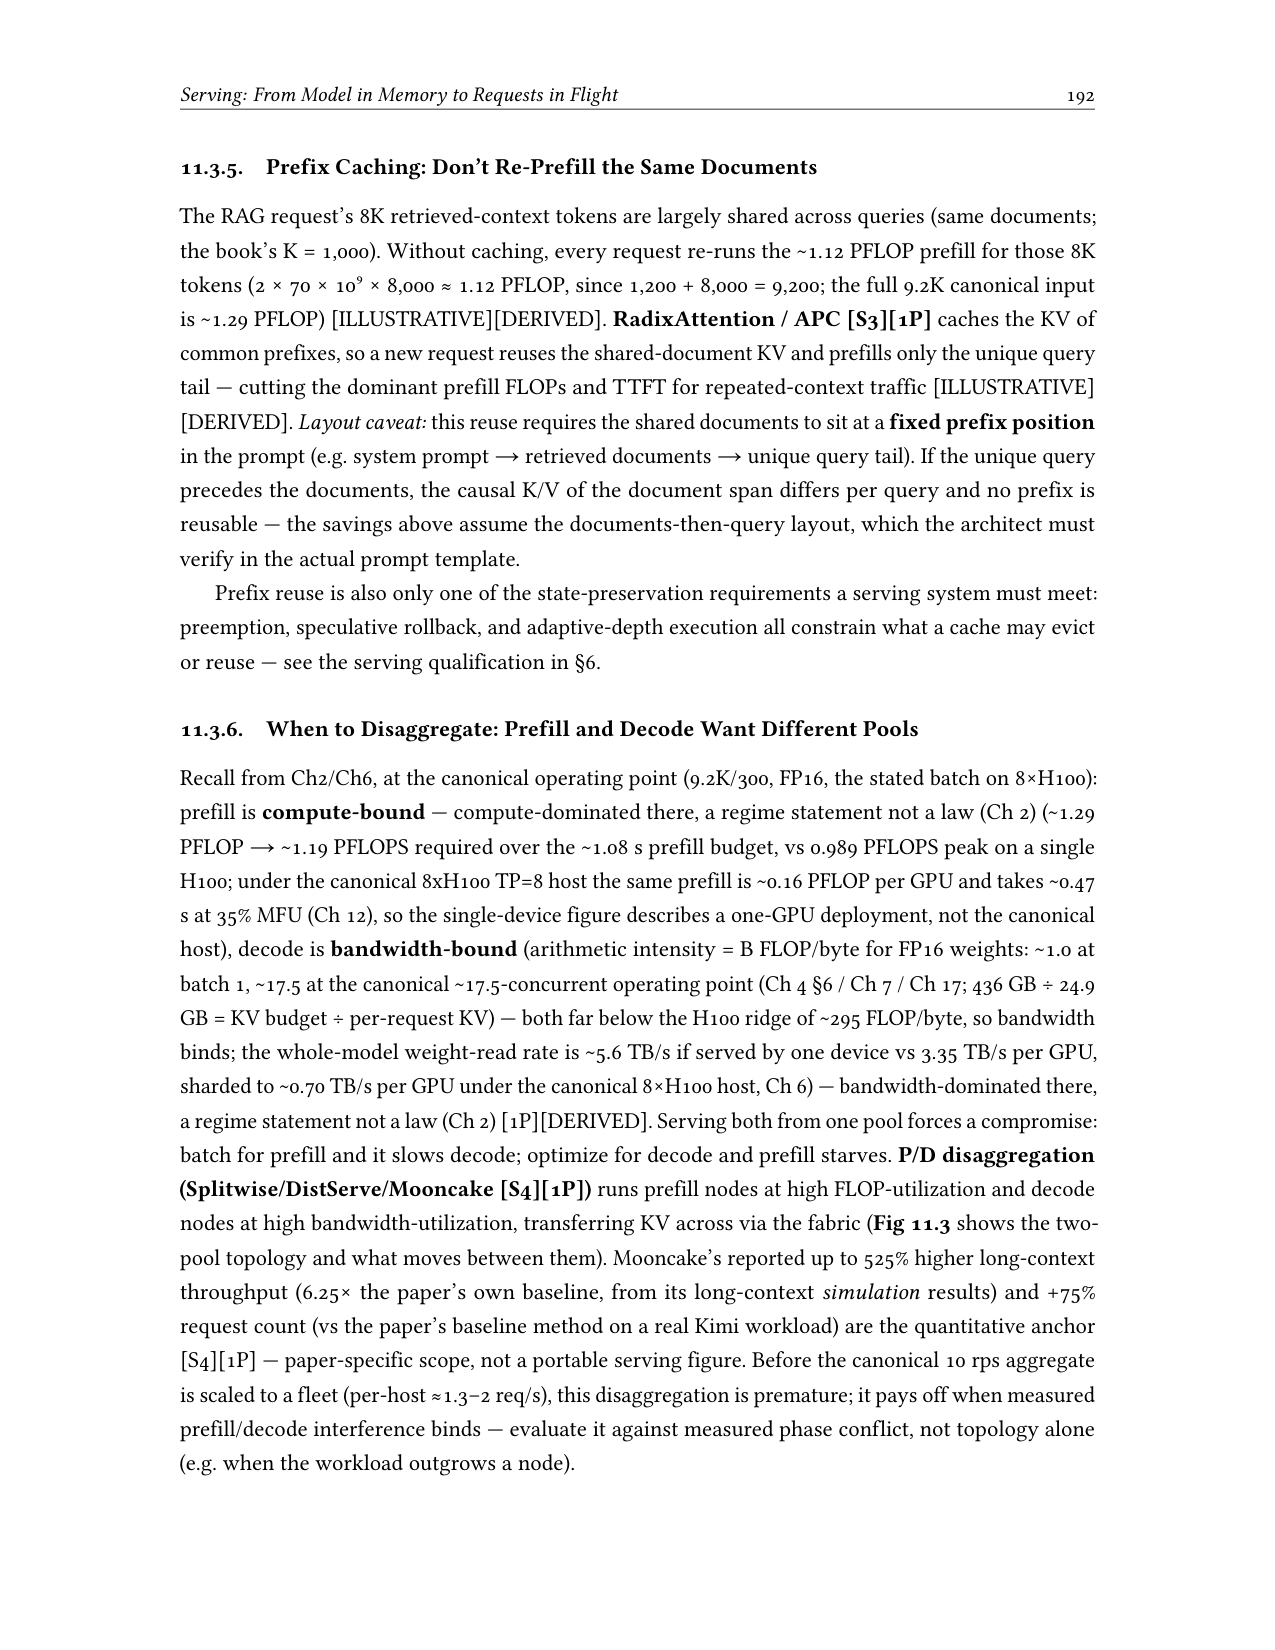 Serving: From Model in Memory to Requests in Flight 192
11.3.5. Prefix Caching: Don’t Re-Prefill the Same Documents
The RAG request’s 8K retrieved-context tokens are largely shared across queries (same documents;
the book’s K = 1,000). Without caching, every request re-runs the ~1.12 PFLOP prefill for those 8K
tokens (2 × 70 × 10⁹ × 8,000 ≈ 1.12 PFLOP, since 1,200 + 8,000 = 9,200; the full 9.2K canonical input
is ~1.29 PFLOP) [ILLUSTRATIVE][DERIVED]. RadixAttention / APC [S3][1P] caches the KV of
common prefixes, so a new request reuses the shared-document KV and prefills only the unique query
tail — cutting the dominant prefill FLOPs and TTFT for repeated-context traffic [ILLUSTRATIVE]
[DERIVED]. Layout caveat: this reuse requires the shared documents to sit at a fixed prefix position
in the prompt (e.g. system prompt → retrieved documents → unique query tail). If the unique query
precedes the documents, the causal K/V of the document span differs per query and no prefix is
reusable — the savings above assume the documents-then-query layout, which the architect must
verify in the actual prompt template.
Prefix reuse is also only one of the state-preservation requirements a serving system must meet:
preemption, speculative rollback, and adaptive-depth execution all constrain what a cache may evict
or reuse — see the serving qualification in §6.
11.3.6. When to Disaggregate: Prefill and Decode Want Different Pools
Recall from Ch2/Ch6, at the canonical operating point (9.2K/300, FP16, the stated batch on 8×H100):
prefill is compute-bound — compute-dominated there, a regime statement not a law (Ch 2) (~1.29
PFLOP → ~1.19 PFLOPS required over the ~1.08 s prefill budget, vs 0.989 PFLOPS peak on a single
H100; under the canonical 8xH100 TP=8 host the same prefill is ~0.16 PFLOP per GPU and takes ~0.47
s at 35% MFU (Ch 12), so the single-device figure describes a one-GPU deployment, not the canonical
host), decode is bandwidth-bound (arithmetic intensity = B FLOP/byte for FP16 weights: ~1.0 at
batch 1, ~17.5 at the canonical ~17.5-concurrent operating point (Ch 4 §6 / Ch 7 / Ch 17; 436 GB ÷ 24.9
GB = KV budget ÷ per-request KV) — both far below the H100 ridge of ~295 FLOP/byte, so bandwidth
binds; the whole-model weight-read rate is ~5.6 TB/s if served by one device vs 3.35 TB/s per GPU,
sharded to ~0.70 TB/s per GPU under the canonical 8×H100 host, Ch 6) — bandwidth-dominated there,
a regime statement not a law (Ch 2) [1P][DERIVED]. Serving both from one pool forces a compromise:
batch for prefill and it slows decode; optimize for decode and prefill starves. P/D disaggregation
(Splitwise/DistServe/Mooncake [S4][1P]) runs prefill nodes at high FLOP-utilization and decode
nodes at high bandwidth-utilization, transferring KV across via the fabric (Fig 11.3 shows the two-
pool topology and what moves between them). Mooncake’s reported up to 525% higher long-context
throughput (6.25× the paper’s own baseline, from its long-context simulation results) and +75%
request count (vs the paper’s baseline method on a real Kimi workload) are the quantitative anchor
[S4][1P] — paper-specific scope, not a portable serving figure. Before the canonical 10 rps aggregate
is scaled to a fleet (per-host ≈1.3–2 req/s), this disaggregation is premature; it pays off when measured
prefill/decode interference binds — evaluate it against measured phase conflict, not topology alone
(e.g. when the workload outgrows a node).